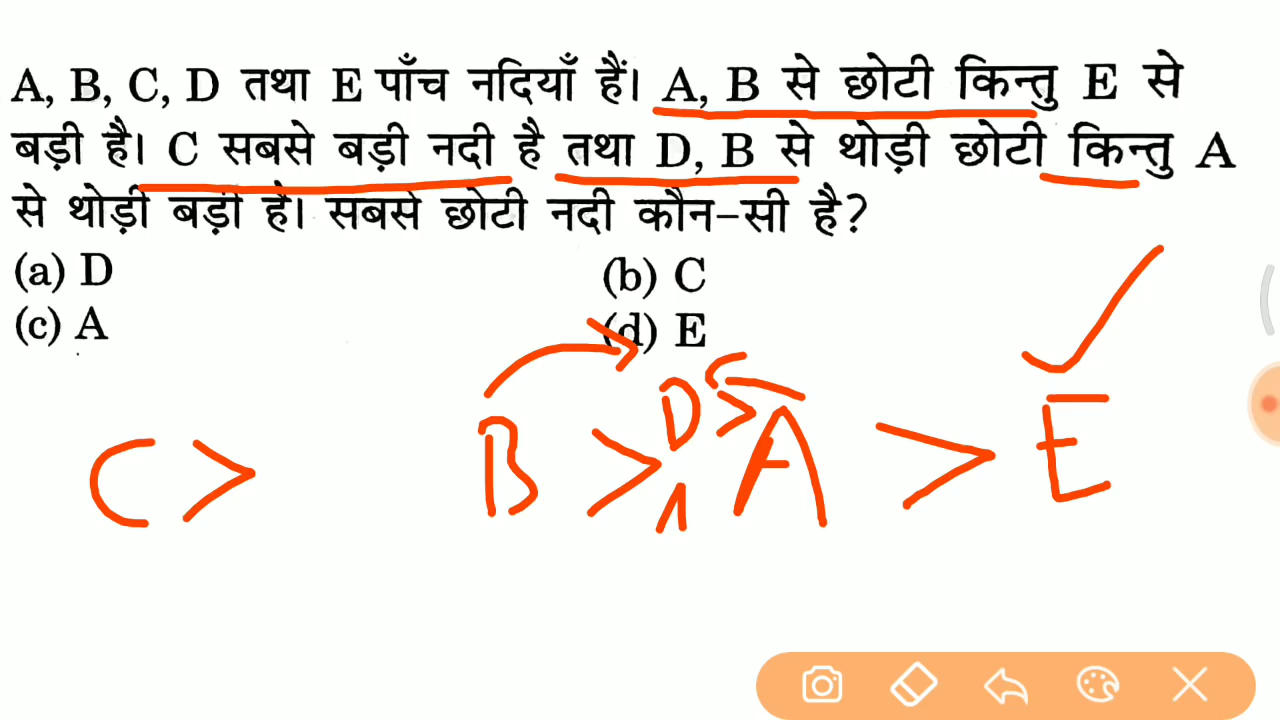 A, B, C, D तथा E पाँच नदियाँ हैं। A, B से छोटी किन्तु E से
बड़ी है। C सबसे बड़ी नदी है तथा D, B से थोड़ी छोटी किन्तु A
से थोड़ी बड़ी है। सबसे छोटी नदी कौन-सी है?
(a) D (b) C
(c) A (d) E
C > B > D > A > E